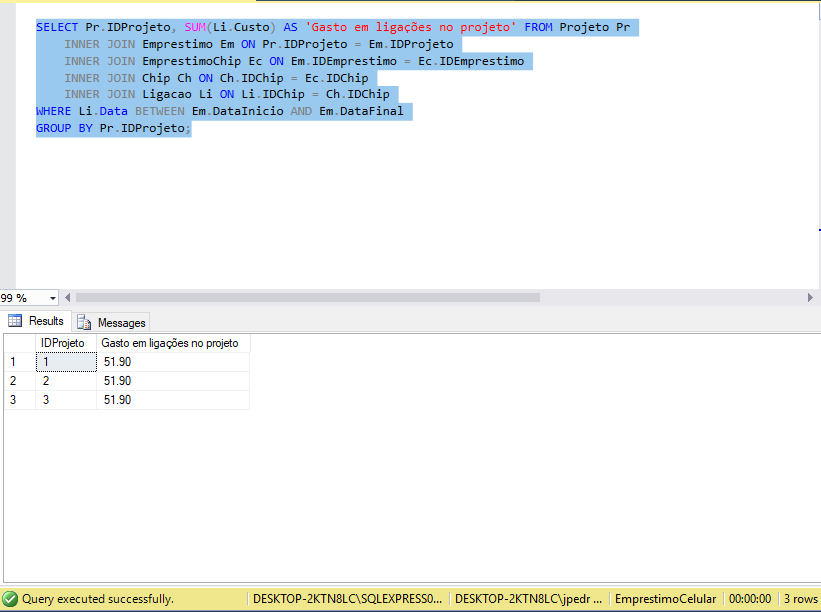 SELECT Pr.IDProjeto, SUM(Li.Custo) AS 'Gasto em ligações no projeto' FROM Projeto Pr
INNER JOIN Emprestimo Em ON Pr.IDProjeto = Em.IDProjeto
INNER JOIN EmprestimoChip Ec ON Em.IDEmprestimo = Ec.IDEmprestimo
INNER JOIN Chip Ch ON Ch.IDChip = Ec.IDChip
INNER JOIN Ligacao Li ON Li.IDChip = Ch.IDChip
WHERE Li.Data BETWEEN Em.DataInicio AND Em.DataFinal
GROUP BY Pr.IDProjeto;
99 %
Results Messages
IDProjeto Gasto em ligações no projeto
1 1 51.90
2 2 51.90
3 3 51.90
Query executed successfully. DESKTOP-2KTN8LC\SQLEXPRESS0... DESKTOP-2KTN8LC\jpedr ... EmprestimoCelular 00:00:00 3 rows